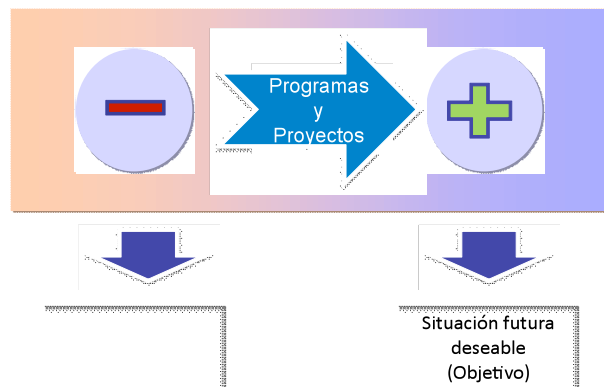 Programas
y
Proyectos
Situación futura
deseable
(Objetivo)